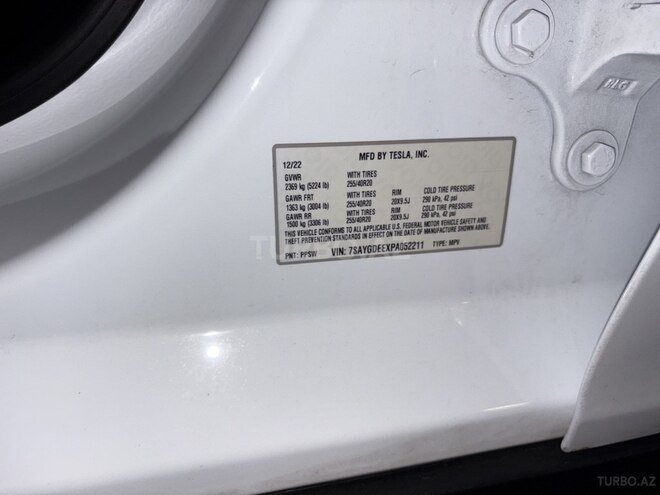 MFD BY TESLA, INC.
12/22
GVWR WITH TIRES
2369 kg (5224 lb) 255/40R20
GAWR FRT WITH TIRES RIM COLD TIRE PRESSURE
1363 kg (3004 lb) 255/40R20 20X9.5J 290 kPa, 42 psi
GAWR RR WITH TIRES RIM COLD TIRE PRESSURE
1500 kg (3306 lb) 255/40R20 20X9.5J 290 kPa, 42 psi
THIS VEHICLE CONFORMS TO ALL APPLICABLE U.S. FEDERAL MOTOR VEHICLE SAFETY AND
THEFT PREVENTION STANDARDS IN EFFECT ON THE DATE OF MANUFACTURE SHOWN ABOVE.
PNT: PPSW VIN: 7SAYGDEEXPA052211 TYPE: MPV
TURBO.AZ
TURBO.AZ